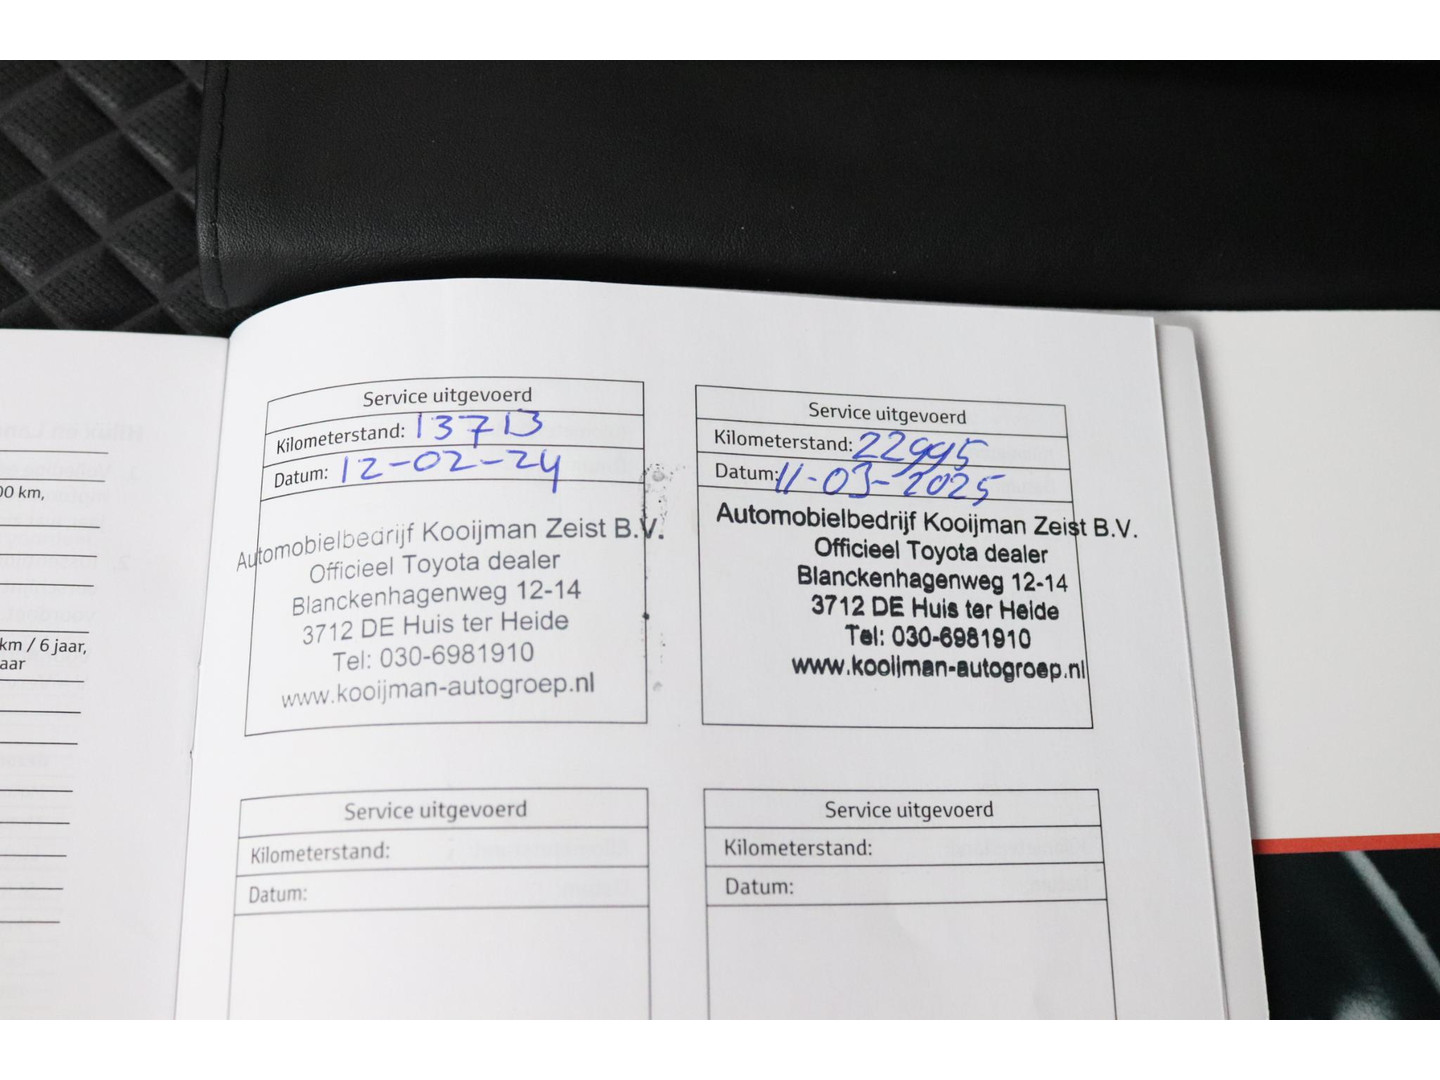 00 km,
km / 6 jaar,
aar
Service uitgevoerd
Kilometerstand: 13713
Datum: 12-02-24
Automobielbedrijf Kooijman Zeist B.V.
Officieel Toyota dealer
Blanckenhagenweg 12-14
3712 DE Huis ter Heide
Tel: 030-6981910
www.kooijman-autogroep.nl
Service uitgevoerd
Kilometerstand: 22995
Datum: 11-03-2025
Automobielbedrijf Kooijman Zeist B.V.
Officieel Toyota dealer
Blanckenhagenweg 12-14
3712 DE Huis ter Heide
Tel: 030-6981910
www.kooijman-autogroep.nl
Service uitgevoerd
Kilometerstand:
Datum:
Service uitgevoerd
Kilometerstand:
Datum: